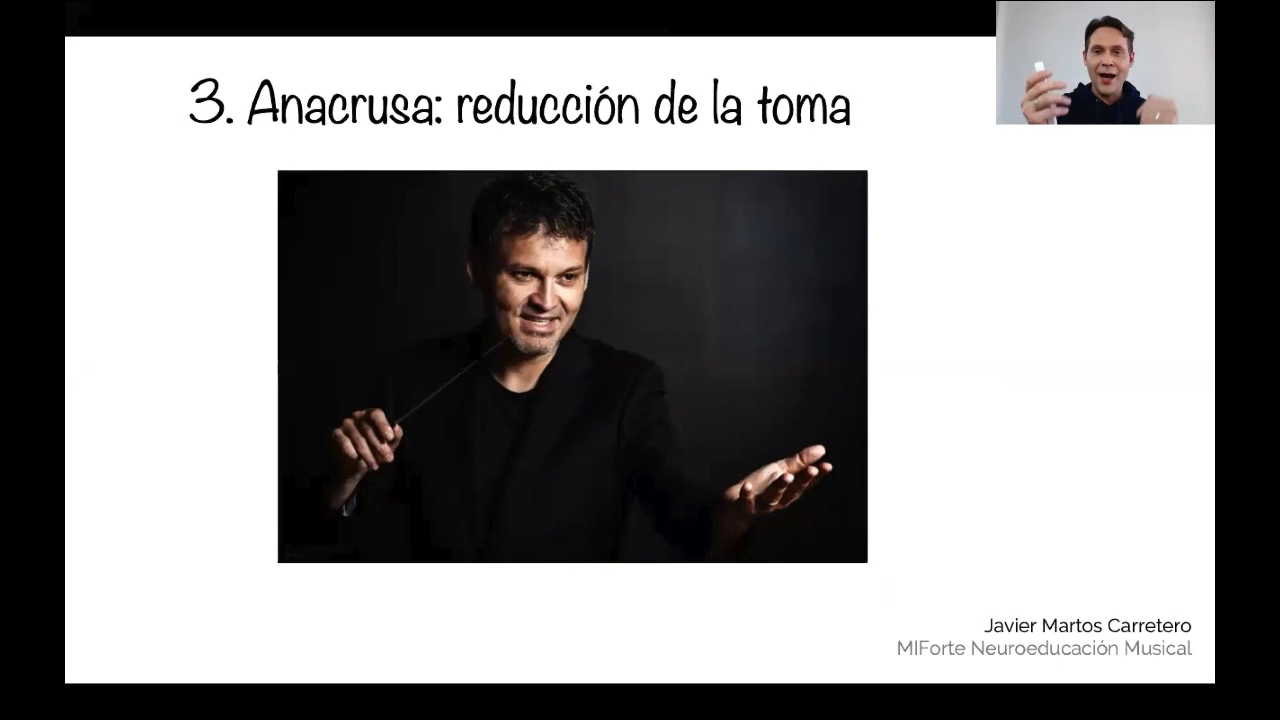 3. Anacrusa: reducción de la toma
Javier Martos Carretero
MIForte Neuroeducación Musical